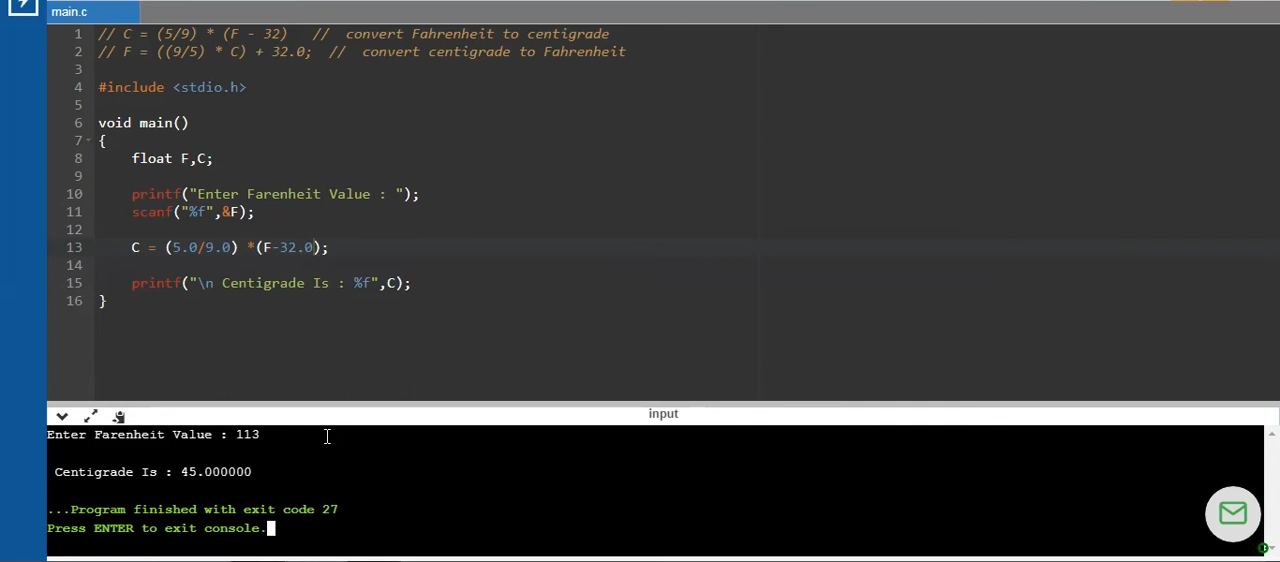 main.c
1 // C = (5/9) * (F - 32)   //  convert Fahrenheit to centigrade
2 // F = ((9/5) * C) + 32.0;  //  convert centigrade to Fahrenheit
3
4 #include <stdio.h>
5
6 void main()
7 {
8     float F,C;
9
10     printf("Enter Farenheit Value : ");
11     scanf("%f",&F);
12
13     C = (5.0/9.0) *(F-32.0);
14
15     printf("\n Centigrade Is : %f",C);
16 }
input
Enter Farenheit Value : 113
Centigrade Is : 45.000000
...Program finished with exit code 27
Press ENTER to exit console.